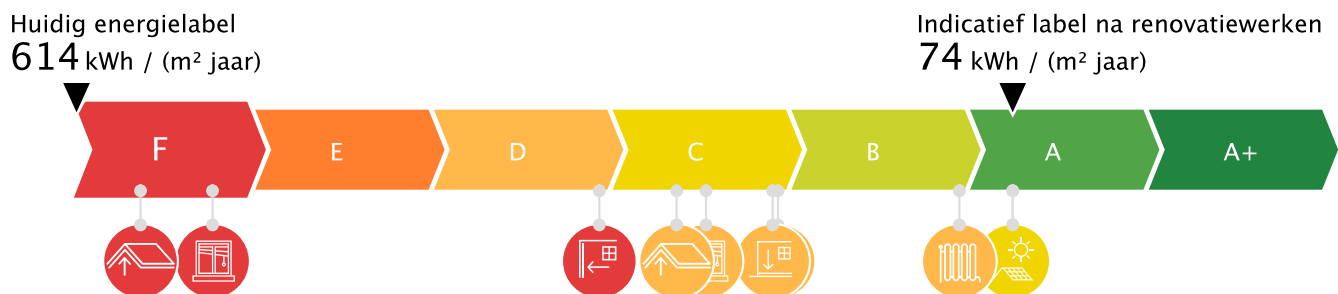 Huidig energielabel
614 kWh / (m² jaar)
Indicatief label na renovatiewerken
74 kWh / (m² jaar)
F E D C B A A+